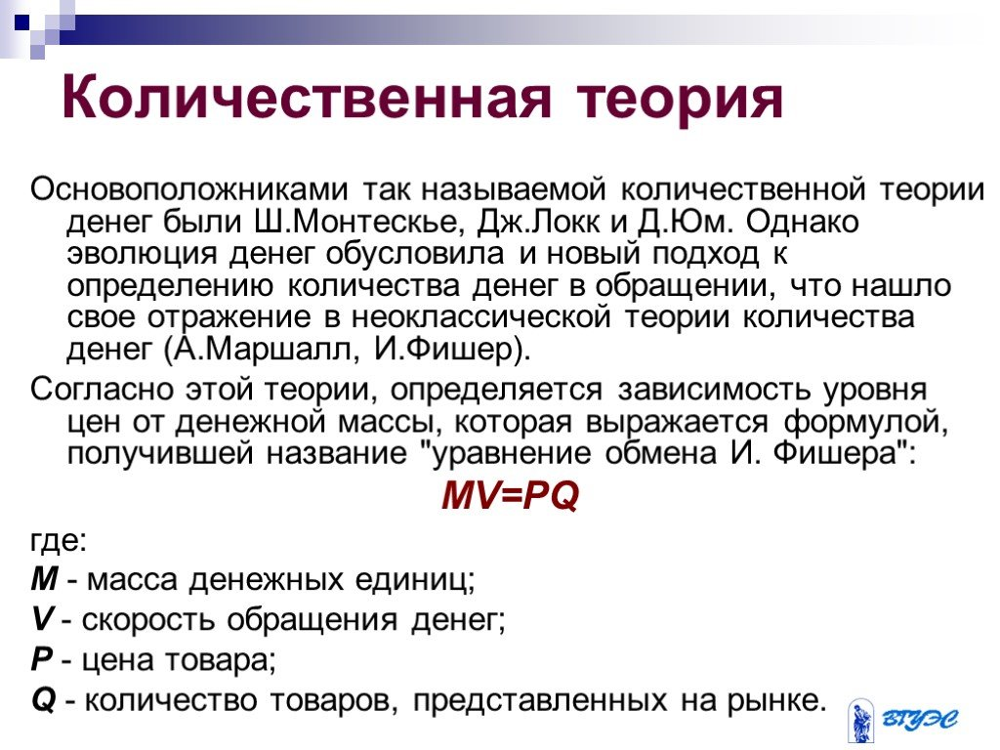 Количественная теория
Основоположниками так называемой количественной теории
денег были Ш.Монтескье, Дж.Локк и Д.Юм. Однако
эволюция денег обусловила и новый подход к
определению количества денег в обращении, что нашло
свое отражение в неоклассической теории количества
денег (А.Маршалл, И.Фишер).
Согласно этой теории, определяется зависимость уровня
цен от денежной массы, которая выражается формулой,
получившей название "уравнение обмена И. Фишера":
MV=PQ
где:
M - масса денежных единиц;
V - скорость обращения денег;
P - цена товара;
Q - количество товаров, представленных на рынке.
ВГУЭС